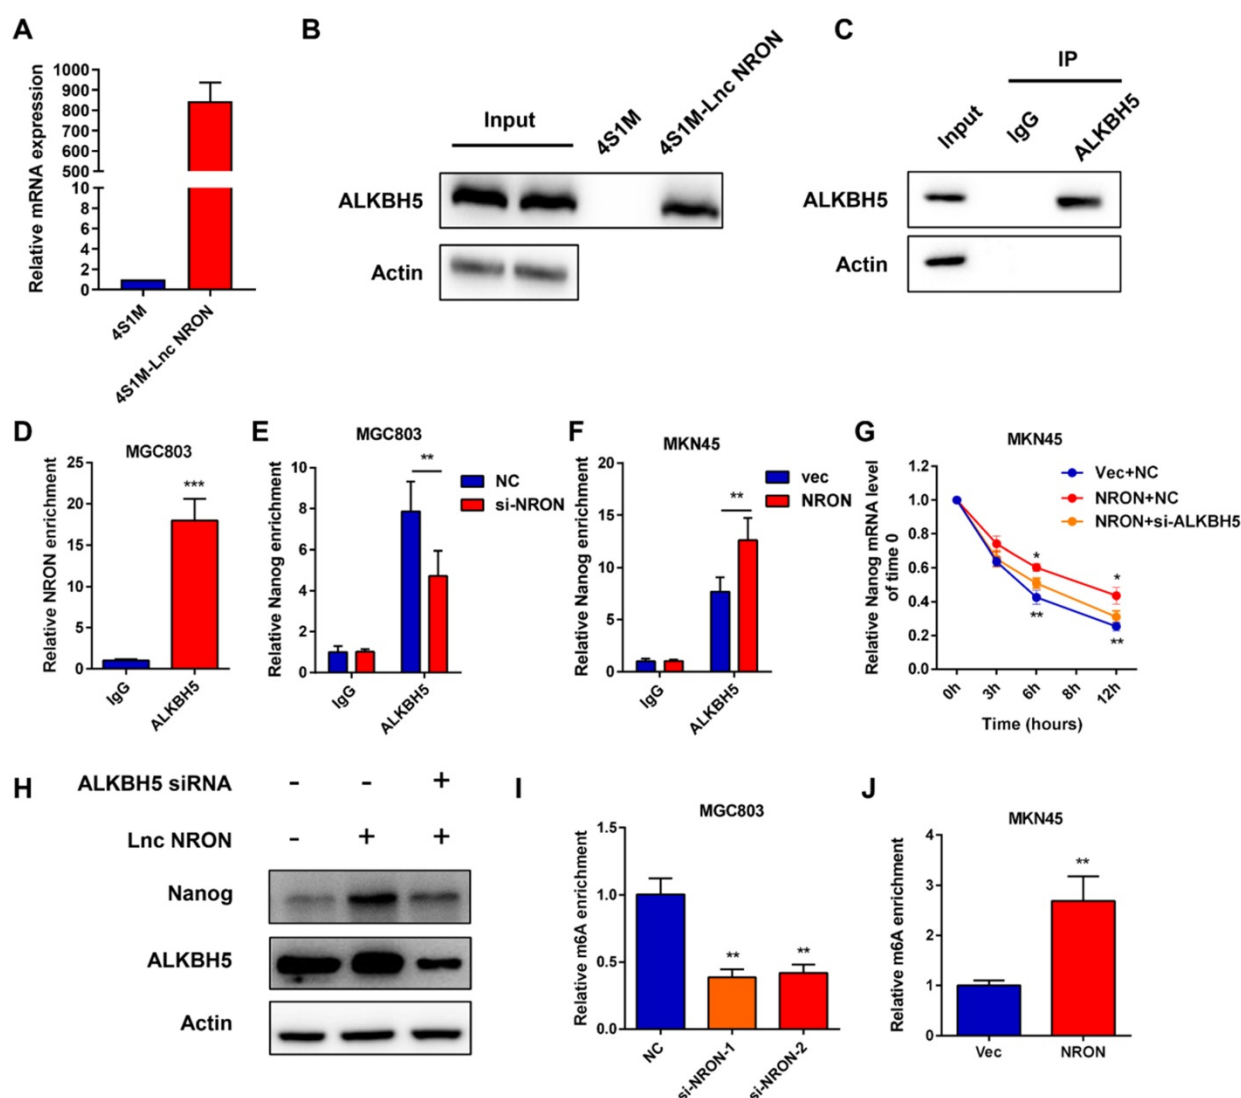 A
Relative mRNA expression
1000
900
800
700
600
500
10
8
6
4
2
0
4S1M
4S1M-Lnc NRON
B
Input
4S1M
4S1M-Lnc NRON
ALKBH5
Actin
C
IP
Input
IgG
ALKBH5
ALKBH5
Actin
D
MGC803
Relative NRON enrichment
25
20
15
10
5
0
***
IgG
ALKBH5
E
MGC803
Relative Nanog enrichment
10
8
6
4
2
0
**
NC
si-NRON
IgG
ALKBH5
F
MKN45
Relative Nanog enrichment
20
15
10
5
0
**
vec
NRON
IgG
ALKBH5
G
MKN45
Relative Nanog mRNA level
of time 0
1.2
1.0
0.8
0.6
0.4
0.2
0
Vec+NC
NRON+NC
NRON+si-ALKBH5
*
*
**
**
0h
3h
6h
8h
12h
Time (hours)
H
ALKBH5 siRNA - - +
Lnc NRON - + +
Nanog
ALKBH5
Actin
I
MGC803
Relative m6A enrichment
1.5
1.0
0.5
0.0
**
**
NC
si-NRON-1
si-NRON-2
J
MKN45
Relative m6A enrichment
4
3
2
1
0
**
Vec
NRON